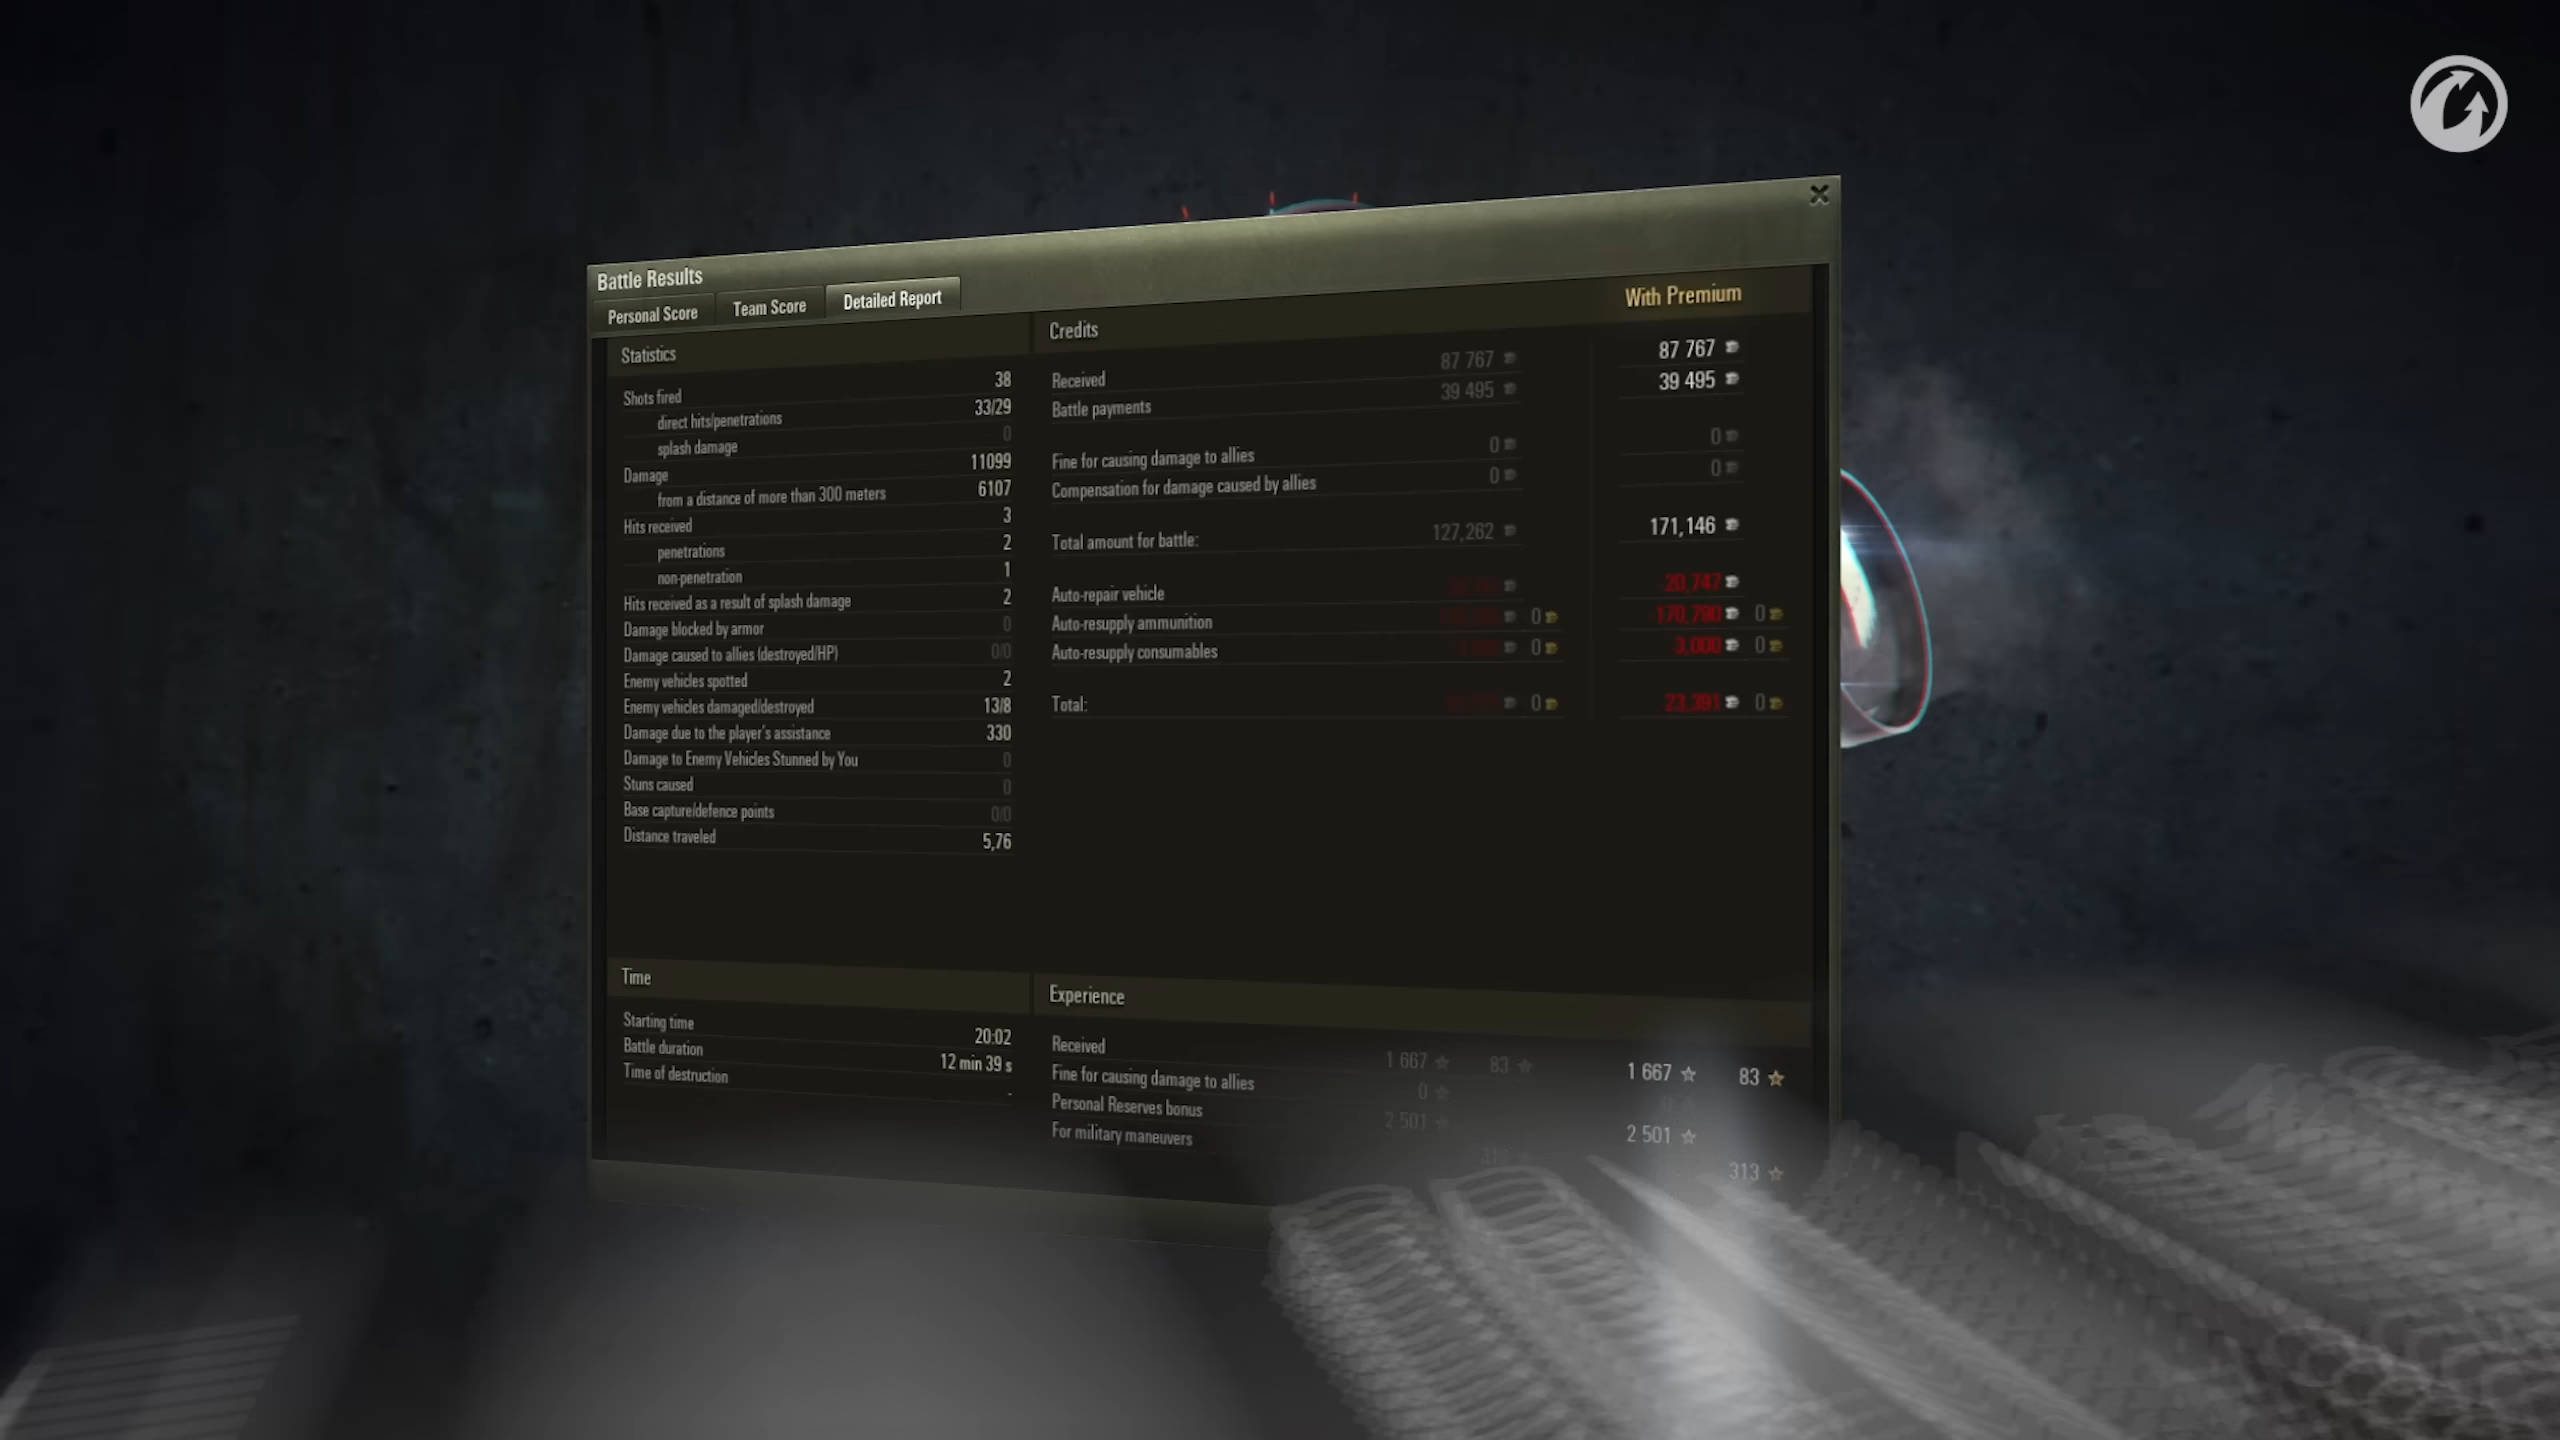 Battle Results
Personal Score Team Score Detailed Report
With Premium
Statistics
Shots fired 38
direct hits/penetrations 33/29
splash damage 0
Damage 11099
from a distance of more than 300 meters 6107
Hits received 3
penetrations 2
non-penetration 1
Hits received as a result of splash damage 2
Damage blocked by armor 0
Damage caused to allies (destroyed/HP) 0/0
Enemy vehicles spotted 2
Enemy vehicles damaged/destroyed 13/8
Damage due to the player's assistance 330
Damage to Enemy Vehicles Stunned by You 0
Stuns caused 0
Base capture/defence points 0/0
Distance traveled 5,76
Credits
Received 87 767 87 767
Battle payments 39 495 39 495
Fine for causing damage to allies 0 0
Compensation for damage caused by allies 0 0
Total amount for battle: 127,262 171,146
Auto-repair vehicle 20,747
Auto-resupply ammunition 0 -170,790 0
Auto-resupply consumables 0 -3,000 0
Total: 0 23,391 0
Time
Starting time 20:02
Battle duration 12 min 39 s
Time of destruction -
Experience
Received 1 667 83 1 667 83
Fine for causing damage to allies 0
Personal Reserves bonus 2 501 2 501
For military maneuvers 313